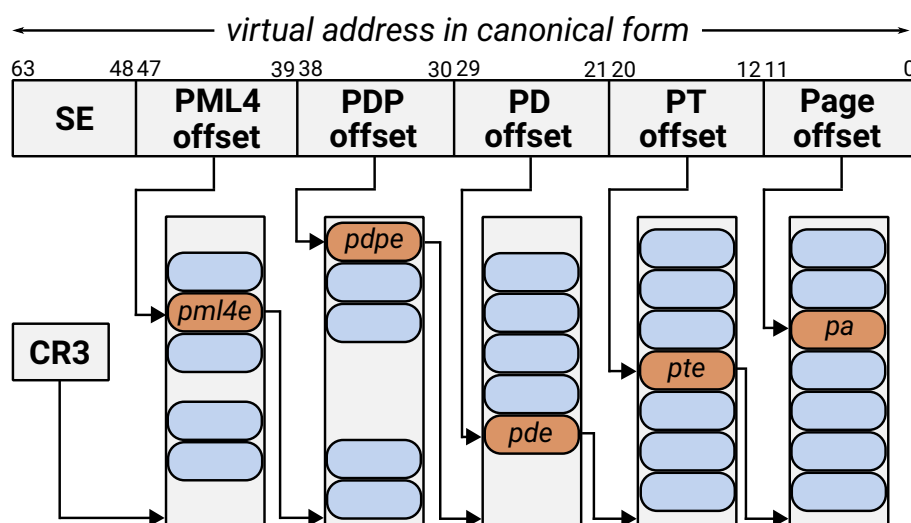 virtual address in canonical form
63 48 47 39 38 30 29 21 20 12 11 0
SE
PML4
offset
PDP
offset
PD
offset
PT
offset
Page
offset
pdpe
pml4e
pa
CR3
pte
pde